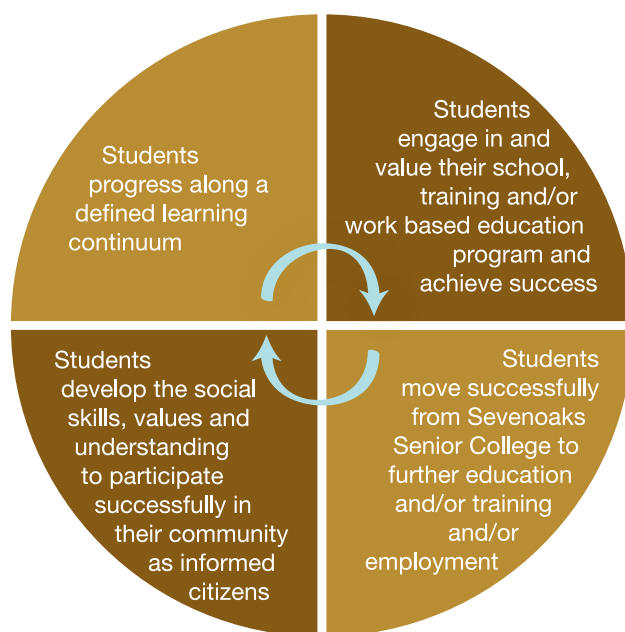 Students
progress along a
defined learning
continuum
Students
engage in and
value their school,
training and/or
work based education
program and
achieve success
Students
develop the social
skills, values and
understanding
to participate
successfully in
their community
as informed
citizens
Students
move successfully
from Sevenoaks
Senior College to
further education
and/or training
and/or
employment